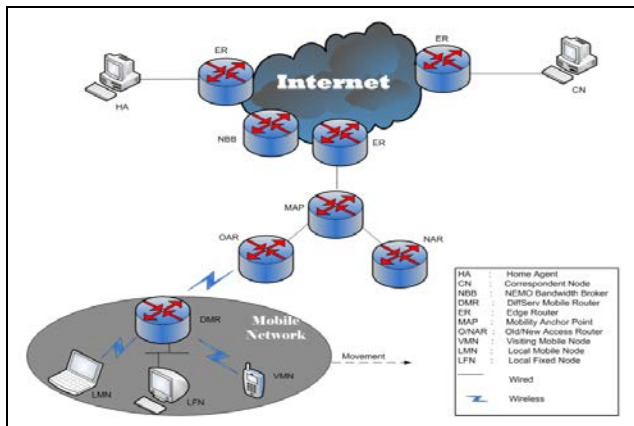 ER
ER
Internet
HA
CN
NBB
ER
MAP
OAR
NAR
DMR
Mobile
Network
Movement
LMN
LFN
VMN
HA : Home Agent
CN : Correspondent Node
NBB : NEMO Bandwidth Broker
DMR : DiffServ Mobile Router
ER : Edge Router
MAP : Mobility Anchor Point
O/NAR : Old/New Access Router
VMN : Visiting Mobile Node
LMN : Local Mobile Node
LFN : Local Fixed Node
Wired
Wireless